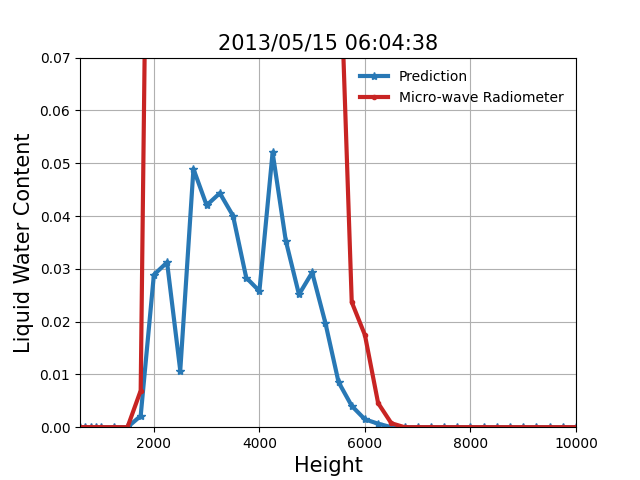 2013/05/15 06:04:38
Prediction
Micro-wave Radiometer
Liquid Water Content
0.07
0.06
0.05
0.04
0.03
0.02
0.01
0.00
2000 4000 6000 8000 10000
Height